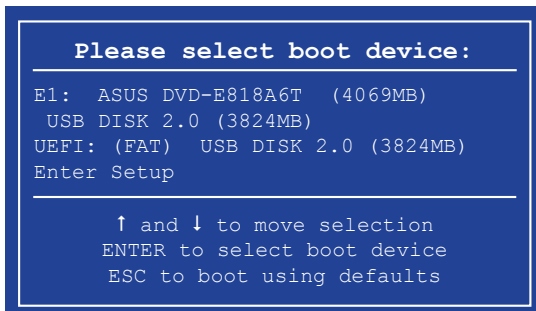 Please select boot device:
E1: ASUS DVD-E818A6T (4069MB)
USB DISK 2.0 (3824MB)
UEFI: (FAT) USB DISK 2.0 (3824MB)
Enter Setup
↑ and ↓ to move selection
ENTER to select boot device
ESC to boot using defaults